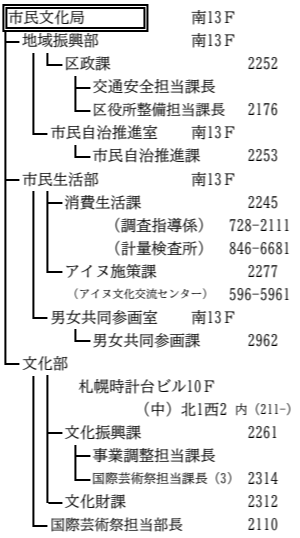 市民文化局 南13F
地域振興部 南13F
区政課 2252
交通安全担当課長
区役所整備担当課長 2176
市民自治推進室 南13F
市民自治推進課 2253
市民生活部 南13F
消費生活課 2245
(調査指導係) 728-2111
(計量検査所) 846-6681
アイヌ施策課 2277
(アイヌ文化交流センター) 596-5961
男女共同参画室 南13F
男女共同参画課 2962
文化部
札幌時計台ビル10F
(中)北1西2 内(211-)
文化振興課 2261
事業調整担当課長
国際芸術祭担当課長(3) 2314
文化財課 2312
国際芸術祭担当部長 2110